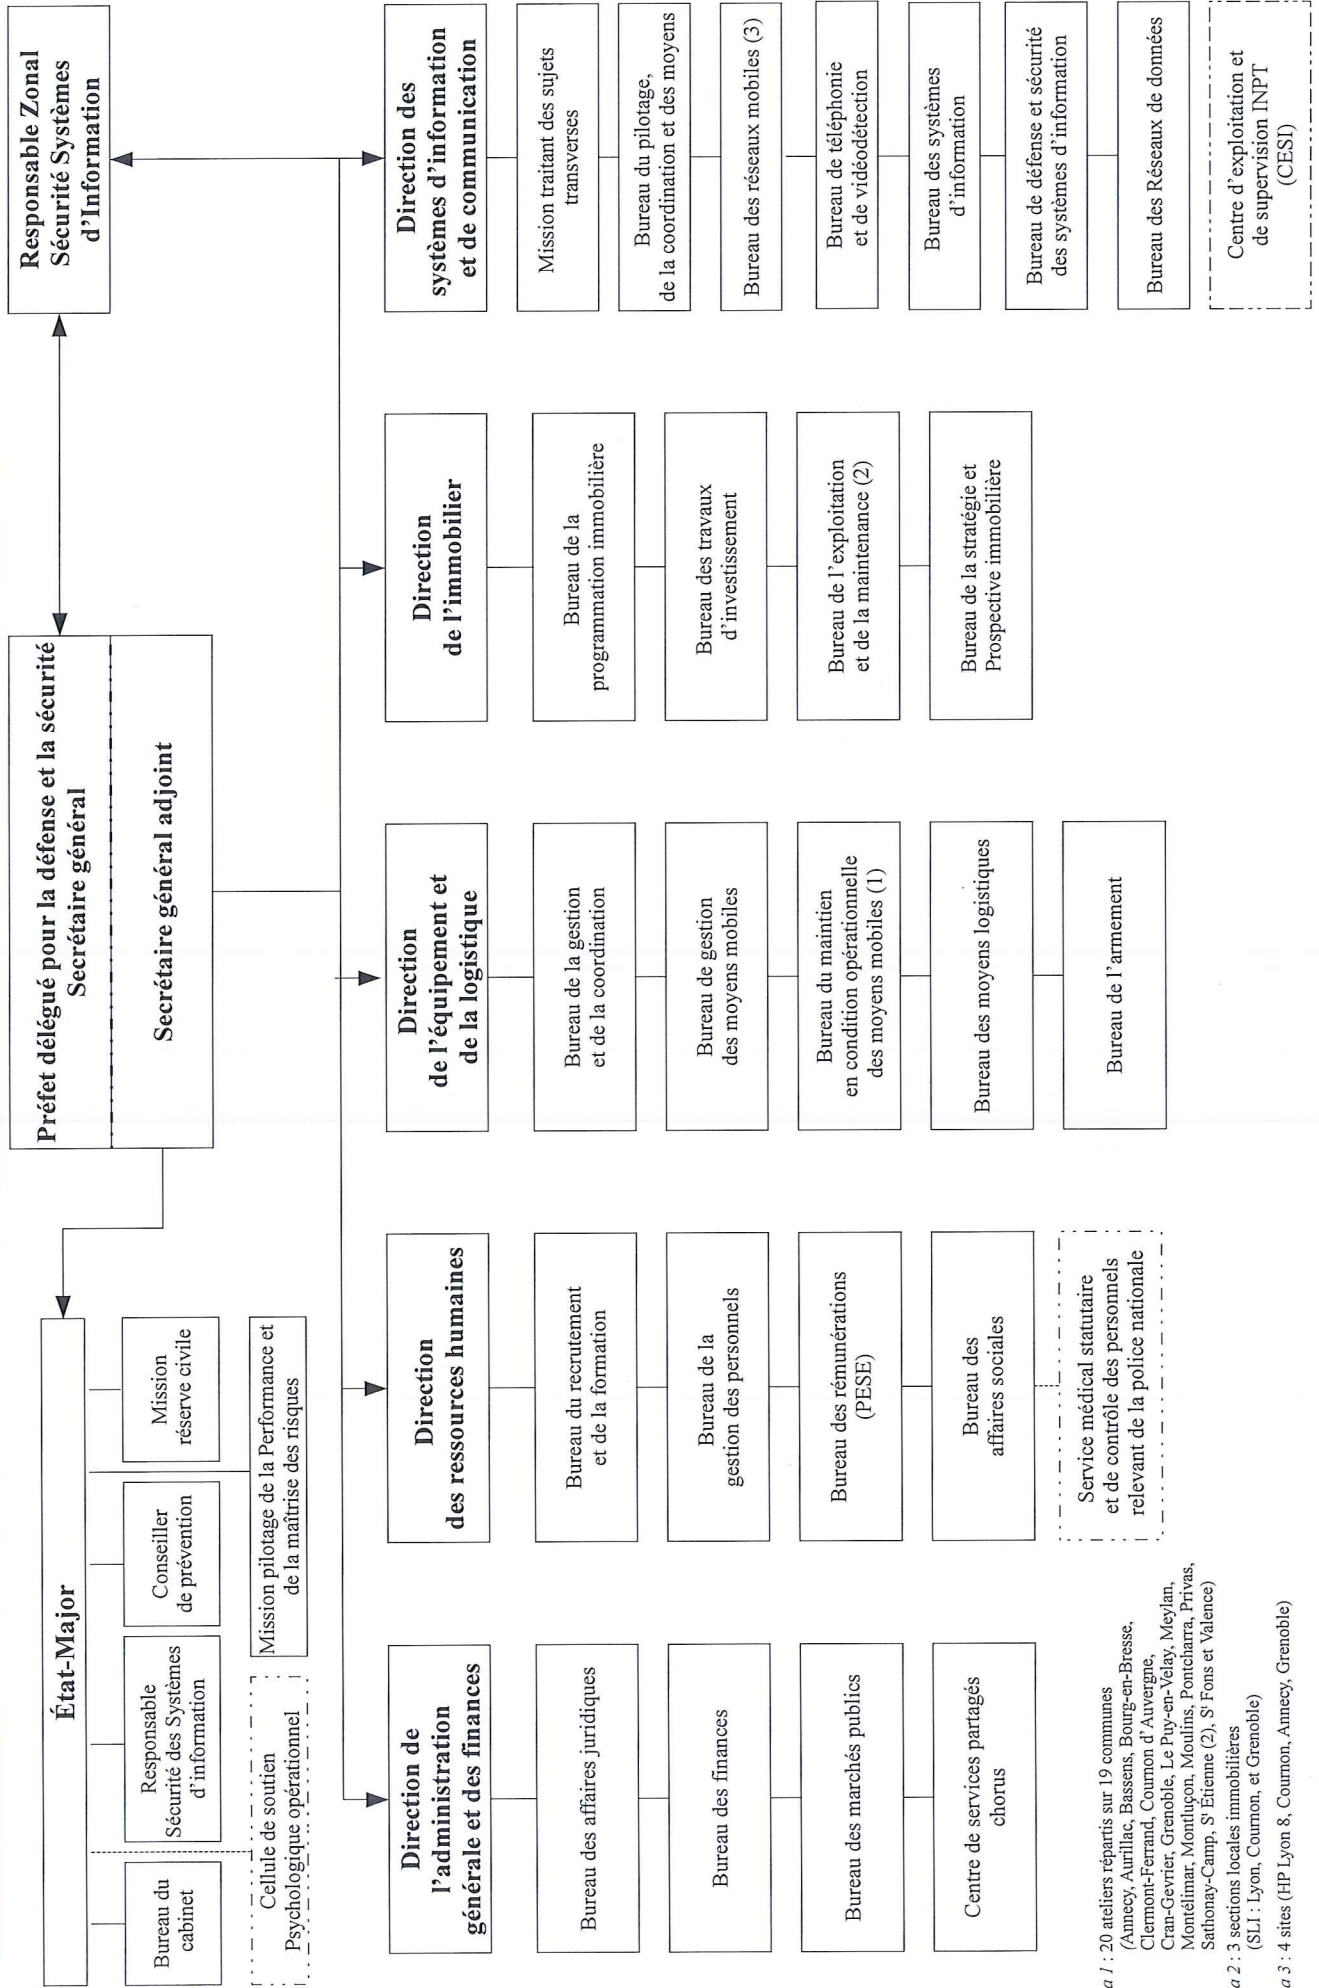 Préfet délégué pour la défense et la sécurité
Secrétaire général
Secrétaire général adjoint
Responsable Zonal
Sécurité Systèmes
d'Information
État-Major
Bureau du
cabinet
Responsable
Sécurité des Systèmes
d'information
Conseiller
de prévention
Mission
réserve civile
Cellule de soutien
Psychologique opérationnel
Mission pilotage de la Performance et
de la maîtrise des risques
Direction de
l'administration
générale et des finances
Bureau des affaires juridiques
Bureau des finances
Bureau des marchés publics
Centre de services partagés
chorus
Direction
des ressources humaines
Bureau du recrutement
et de la formation
Bureau de la
gestion des personnels
Bureau des rémunérations
(PESE)
Bureau des
affaires sociales
Service médical statutaire
et de contrôle des personnels
relevant de la police nationale
Direction
de l'équipement et
de la logistique
Bureau de la gestion
et de la coordination
Bureau de gestion
des moyens mobiles
Bureau du maintien
en condition opérationnelle
des moyens mobiles (1)
Bureau des moyens logistiques
Bureau de l'armement
Direction
de l'immobilier
Bureau de la
programmation immobilière
Bureau des travaux
d'investissement
Bureau de l'exploitation
et de la maintenance (2)
Bureau de la stratégie et
Prospective immobilière
Direction des
systèmes d'information
et de communication
Mission traitant des sujets
transverses
Bureau du pilotage,
de la coordination et des moyens
Bureau des réseaux mobiles (3)
Bureau de téléphonie
et de vidéodétection
Bureau des systèmes
d'information
Bureau de défense et sécurité
des systèmes d'information
Bureau des Réseaux de données
Centre d'exploitation et
de supervision INPT
(CESI)
a 1 : 20 ateliers répartis sur 19 communes
(Annecy, Aurillac, Bassens, Bourg-en-Bresse,
Clermont-Ferrand, Cournon d'Auvergne,
Cran-Gevrier, Grenoble, Le Puy-en-Velay, Meylan,
Montélimar, Montluçon, Moulins, Pontcharra, Privas,
Sathonay-Camp, Sᵗ Étienne (2), Sᵗ Fons et Valence)
a 2 : 3 sections locales immobilières
(SLI : Lyon, Cournon, et Grenoble)
a 3 : 4 sites (HP Lyon 8, Cournon, Annecy, Grenoble)